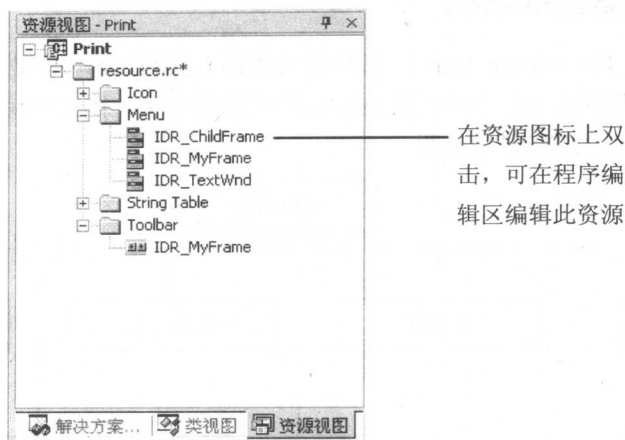 资源视图 - Print
Print
resource.rc*
Icon
Menu
IDR_ChildFrame
IDR_MyFrame
IDR_TextWnd
String Table
Toolbar
IDR_MyFrame
在资源图标上双
击，可在程序编
辑区编辑此资源
解决方案... 类视图 资源视图